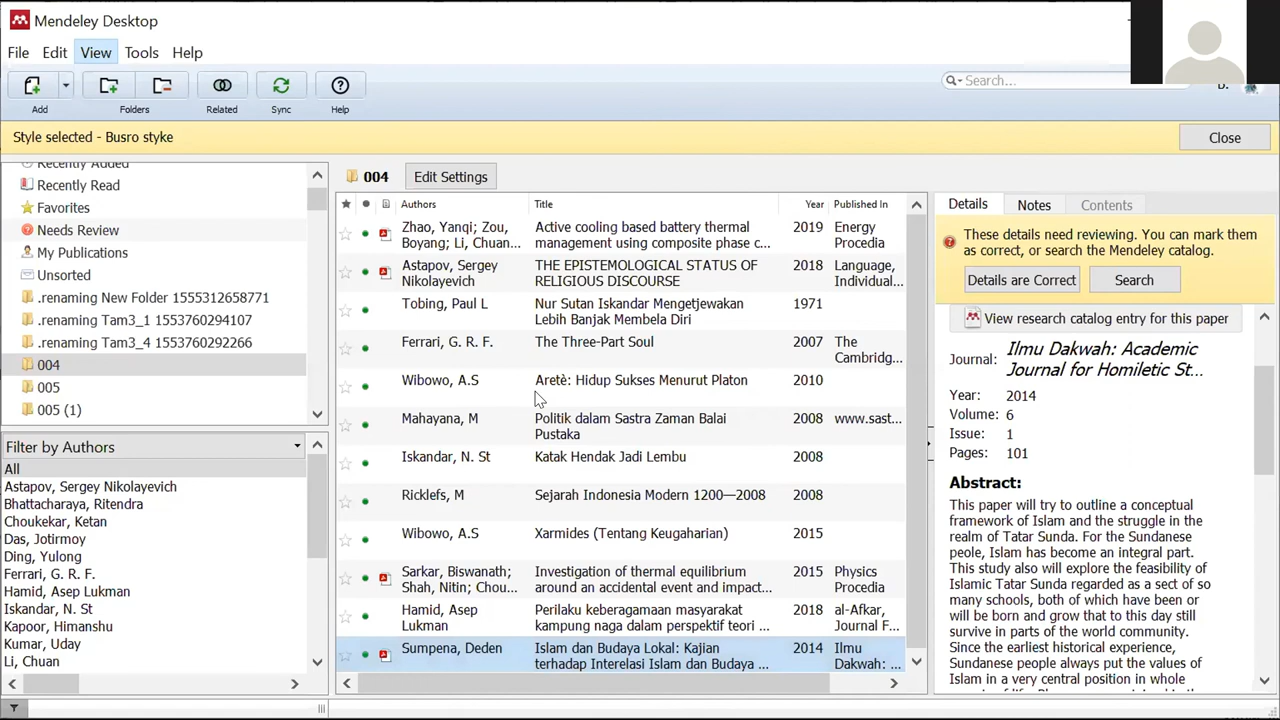 Mendeley Desktop
File Edit View Tools Help
Search...
Add Folders Related Sync Help
Style selected - Busro styke
Close
Recently Added
Recently Read
Favorites
Needs Review
My Publications
Unsorted
.renaming New Folder 1555312658771
.renaming Tam3_1 1553760294107
.renaming Tam3_4 1553760292266
004
005
005 (1)
Filter by Authors
All
Astapov, Sergey Nikolayevich
Bhattacharaya, Ritendra
Choukekar, Ketan
Das, Jotirmoy
Ding, Yulong
Ferrari, G. R. F.
Hamid, Asep Lukman
Iskandar, N. St
Kapoor, Himanshu
Kumar, Uday
Li, Chuan
004 Edit Settings
Authors Title Year Published In
Zhao, Yanqi; Zou, Active cooling based battery thermal 2019 Energy
Boyang; Li, Chuan... management using composite phase c... Procedia
Astapov, Sergey THE EPISTEMOLOGICAL STATUS OF 2018 Language,
Nikolayevich RELIGIOUS DISCOURSE Individual...
Tobing, Paul L Nur Sutan Iskandar Mengetjewakan 1971
Lebih Banjak Membela Diri
Ferrari, G. R. F. The Three-Part Soul 2007 The
Cambridg...
Wibowo, A.S Aretè: Hidup Sukses Menurut Platon 2010
Mahayana, M Politik dalam Sastra Zaman Balai 2008 www.sast...
Pustaka
Iskandar, N. St Katak Hendak Jadi Lembu 2008
Ricklefs, M Sejarah Indonesia Modern 1200—2008 2008
Wibowo, A.S Xarmides (Tentang Keugaharian) 2015
Sarkar, Biswanath; Investigation of thermal equilibrium 2015 Physics
Shah, Nitin; Chou... around an accidental event and impact... Procedia
Hamid, Asep Perilaku keberagamaan masyarakat 2018 al-Afkar,
Lukman kampung naga dalam perspektif teori ... Journal F...
Sumpena, Deden Islam dan Budaya Lokal: Kajian 2014 Ilmu
terhadap Interelasi Islam dan Budaya ... Dakwah: ...
Details Notes Contents
These details need reviewing. You can mark them
as correct, or search the Mendeley catalog.
Details are Correct Search
View research catalog entry for this paper
Journal: Ilmu Dakwah: Academic
Journal for Homiletic St...
Year: 2014
Volume: 6
Issue: 1
Pages: 101
Abstract:
This paper will try to outline a conceptual
framework of Islam and the struggle in the
realm of Tatar Sunda. For the Sundanese
peole, Islam has become an integral part.
This study also will explore the feasibility of
Islamic Tatar Sunda regarded as a sect of so
many schools, both of which have been or
will be born and grow that to this day still
survive in parts of the world community.
Since the earliest historical experience,
Sundanese people always put the values of
Islam in a very central position in whole